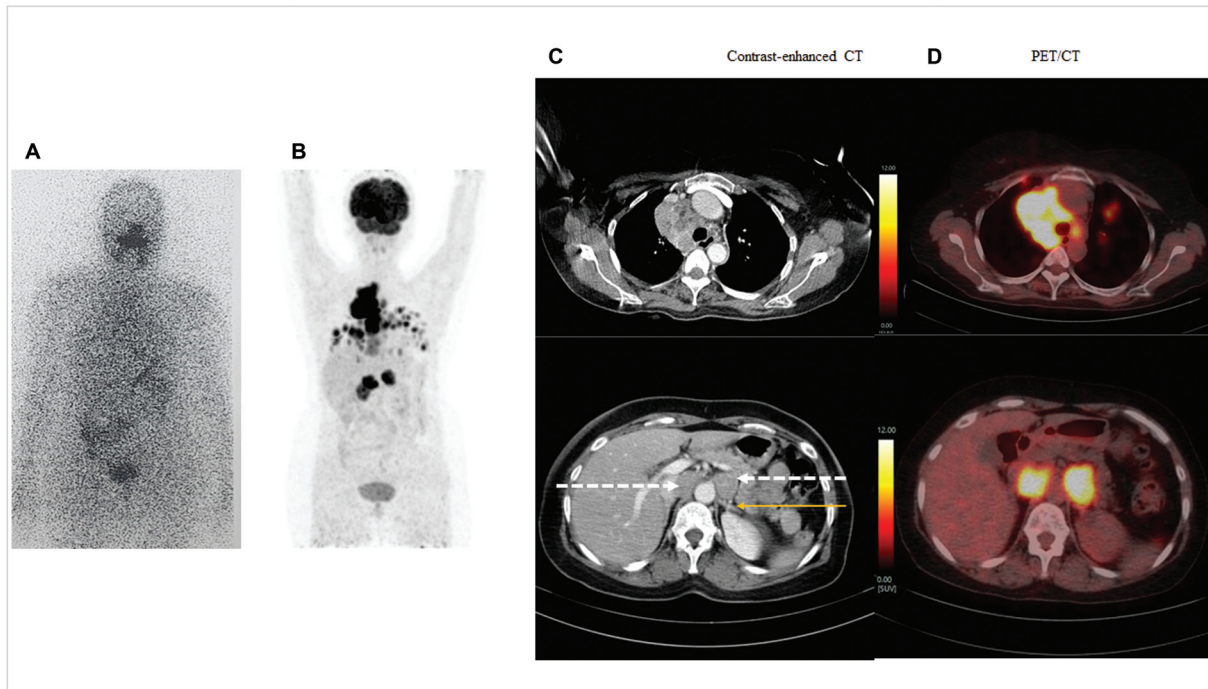 C
Contrast-enhanced CT
D
PET/CT
A
B
12.00
0.00
12.00
0.00
[SUV]